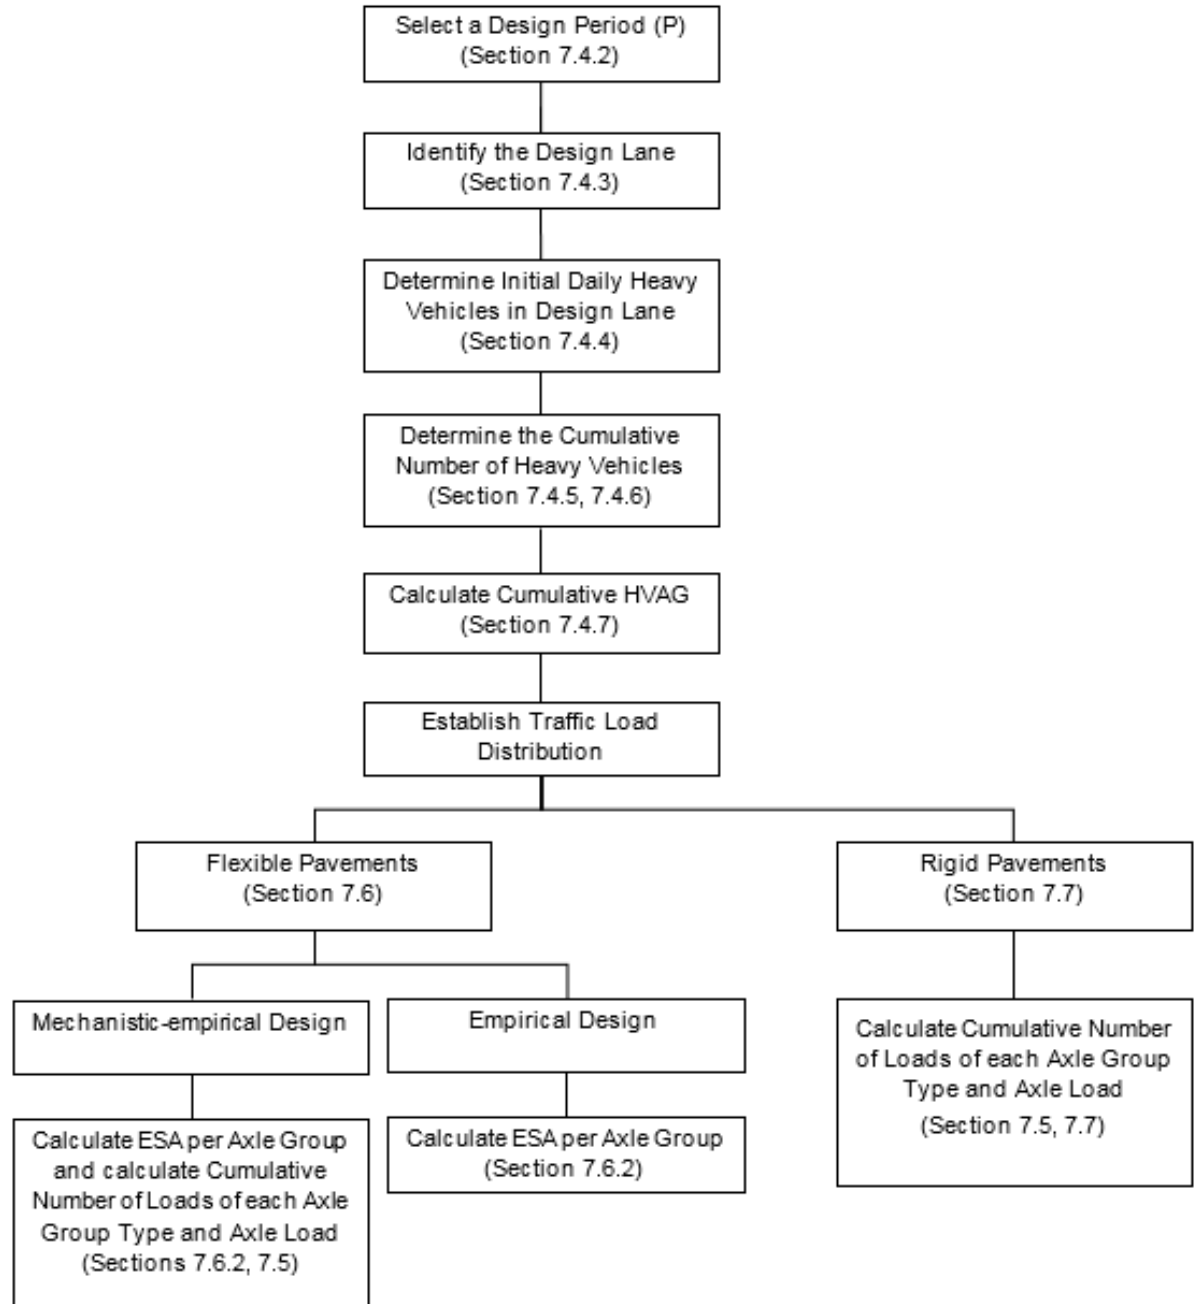 Select a Design Period (P)
(Section 7.4.2)
Identify the Design Lane
(Section 7.4.3)
Determine Initial Daily Heavy
Vehicles in Design Lane
(Section 7.4.4)
Determine the Cumulative
Number of Heavy Vehicles
(Section 7.4.5, 7.4.6)
Calculate Cumulative HVAG
(Section 7.4.7)
Establish Traffic Load
Distribution
Flexible Pavements
(Section 7.6)
Rigid Pavements
(Section 7.7)
Mechanistic-empirical Design
Empirical Design
Calculate Cumulative Number
of Loads of each Axle Group
Type and Axle Load
(Section 7.5, 7.7)
Calculate ESA per Axle Group
and calculate Cumulative
Number of Loads of each Axle
Group Type and Axle Load
(Sections 7.6.2, 7.5)
Calculate ESA per Axle Group
(Section 7.6.2)